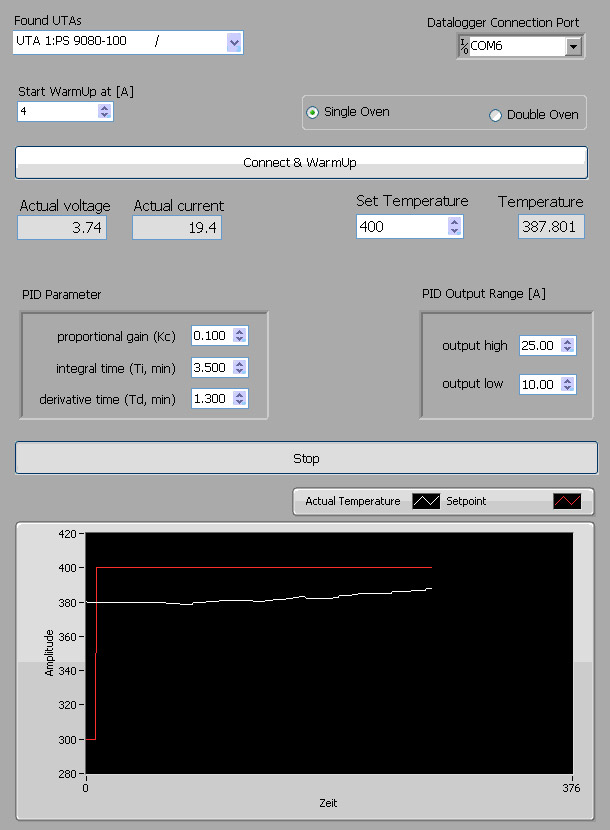 Found UTAs
Datalogger Connection Port
UTA 1:PS 9080-100 /
I/O COM6
Start WarmUp at [A]
4
Single Oven
Double Oven
Connect & WarmUp
Actual voltage
Actual current
Set Temperature
Temperature
3.74
19.4
400
387.801
PID Parameter
PID Output Range [A]
proportional gain (Kc) 0.100
integral time (Ti, min) 3.500
derivative time (Td, min) 1.300
output high 25.00
output low 10.00
Stop
Actual Temperature
Setpoint
420
400
380
360
340
320
300
280
Amplitude
0
376
Zeit